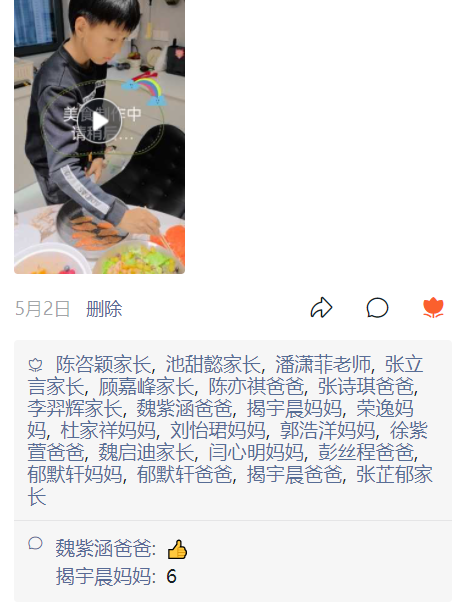 美食制作中
请稍后...
5月2日 删除
陈咨颖家长, 池甜懿家长, 潘潇菲老师, 张立
言家长, 顾嘉峰家长, 陈亦祺爸爸, 张诗琪爸爸,
李羿辉家长, 魏紫涵爸爸, 揭宇晨妈妈, 荣逸妈
妈, 杜家祥妈妈, 刘怡珺妈妈, 郭浩洋妈妈, 徐紫
萱爸爸, 魏启迪家长, 闫心明妈妈, 彭丝程爸爸,
郁默轩妈妈, 郁默轩爸爸, 揭宇晨爸爸, 张芷郁家
长
魏紫涵爸爸: 👍
揭宇晨妈妈: 6